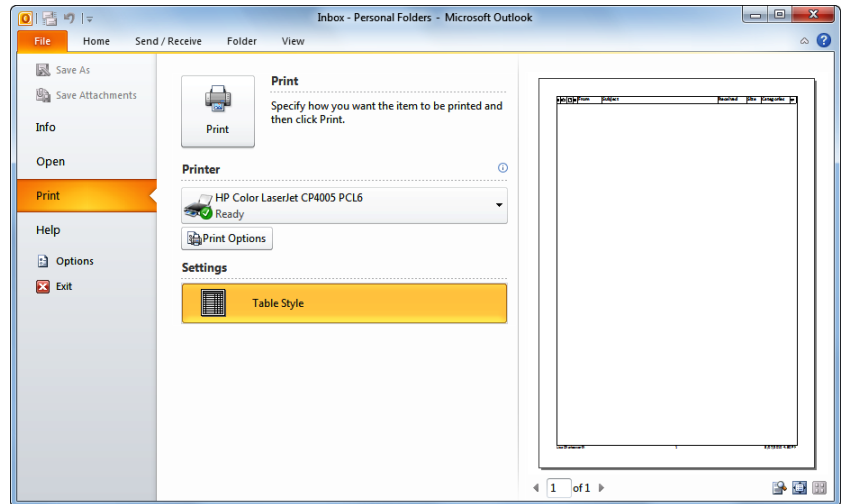 Inbox - Personal Folders - Microsoft Outlook
File Home Send / Receive Folder View
Save As
Save Attachments
Info
Open
Print
Help
Options
Exit
Print
Print
Specify how you want the item to be printed and
then click Print.
Printer
HP Color LaserJet CP4005 PCL6
Ready
Print Options
Settings
Table Style
From Subject Received Size Categories
1
1 of 1